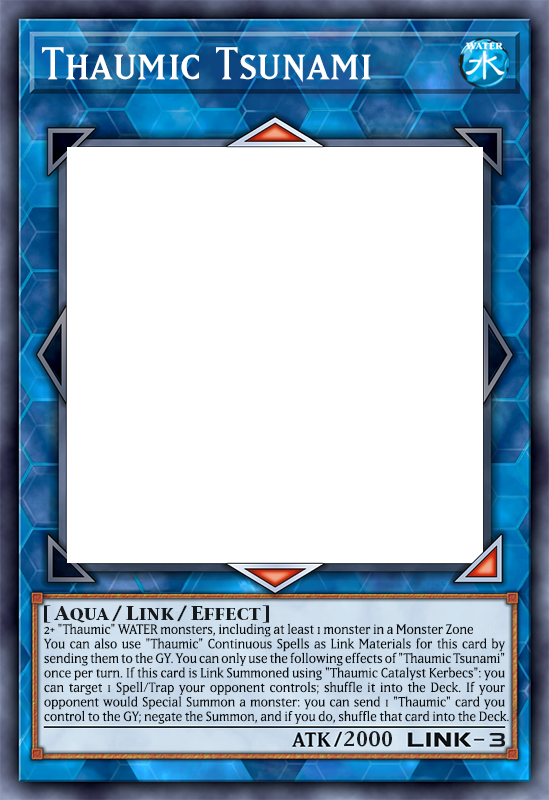 Thaumic Tsunami
WATER
水
[ Aqua / Link / Effect ]
2+ "Thaumic" WATER monsters, including at least 1 monster in a Monster Zone
You can also use "Thaumic" Continuous Spells as Link Materials for this card by
sending them to the GY. You can only use the following effects of "Thaumic Tsunami"
once per turn. If this card is Link Summoned using "Thaumic Catalyst Kerbecs": you
can target 1 Spell/Trap your opponent controls; shuffle it into the Deck. If your
opponent would Special Summon a monster: you can send 1 "Thaumic" card you
control to the GY; negate the Summon, and if you do, shuffle that card into the Deck.
ATK/2000 LINK-3